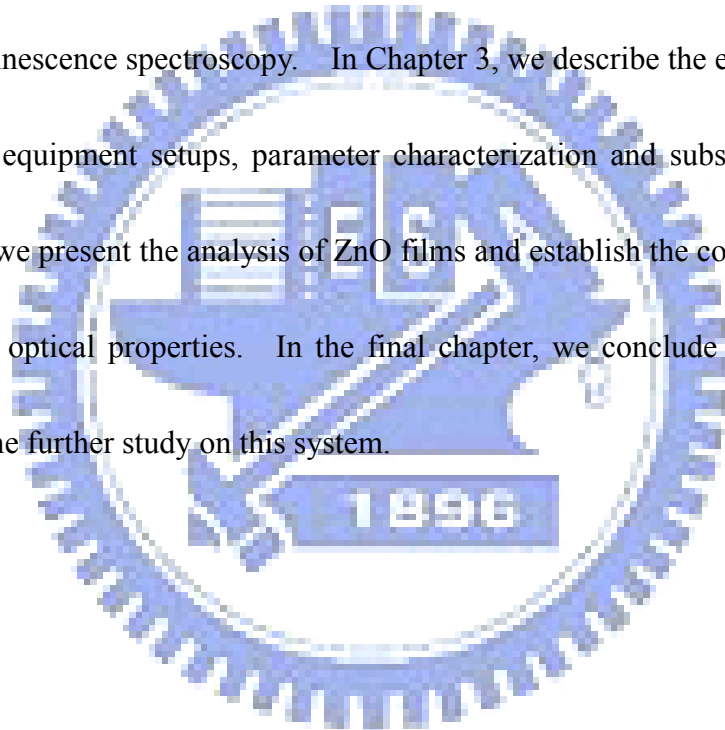 nescence spectroscopy. In Chapter 3, we describe the e
equipment setups, parameter characterization and subs
we present the analysis of ZnO films and establish the co
optical properties. In the final chapter, we conclude
ne further study on this system.
ES
1896